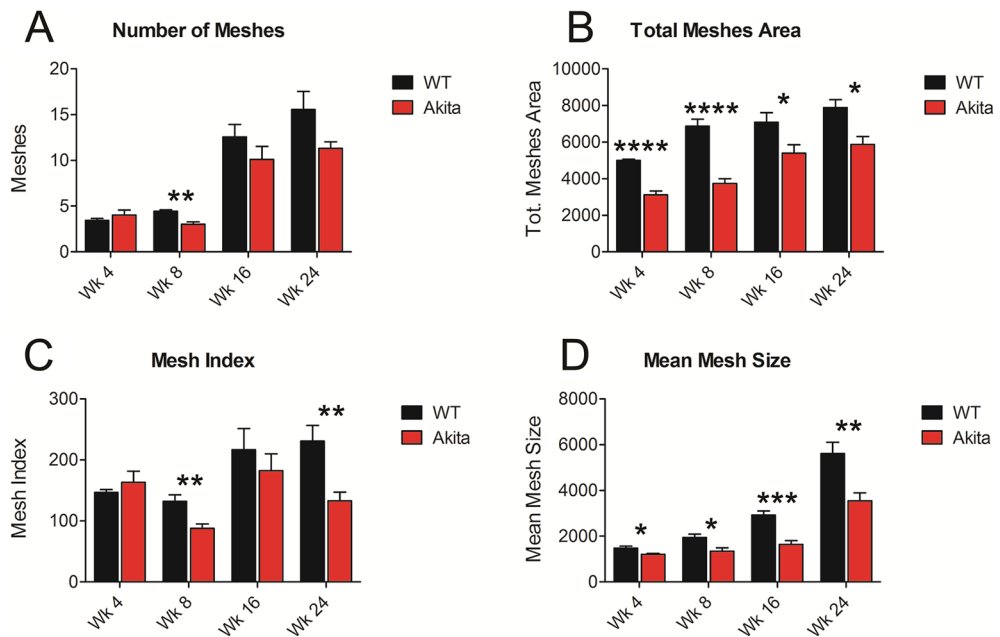 A
Number of Meshes
Meshes
20
15
10
5
0
**
Wk 4
Wk 8
Wk 16
Wk 24
WT
Akita
B
Total Meshes Area
Tot. Meshes Area
10000
8000
6000
4000
2000
0
****
****
*
*
Wk 4
Wk 8
Wk 16
Wk 24
WT
Akita
C
Mesh Index
Mesh Index
300
200
100
0
**
**
Wk 4
Wk 8
Wk 16
Wk 24
WT
Akita
D
Mean Mesh Size
Mean Mesh Size
8000
6000
4000
2000
0
*
*
***
**
Wk 4
Wk 8
Wk 16
Wk 24
WT
Akita